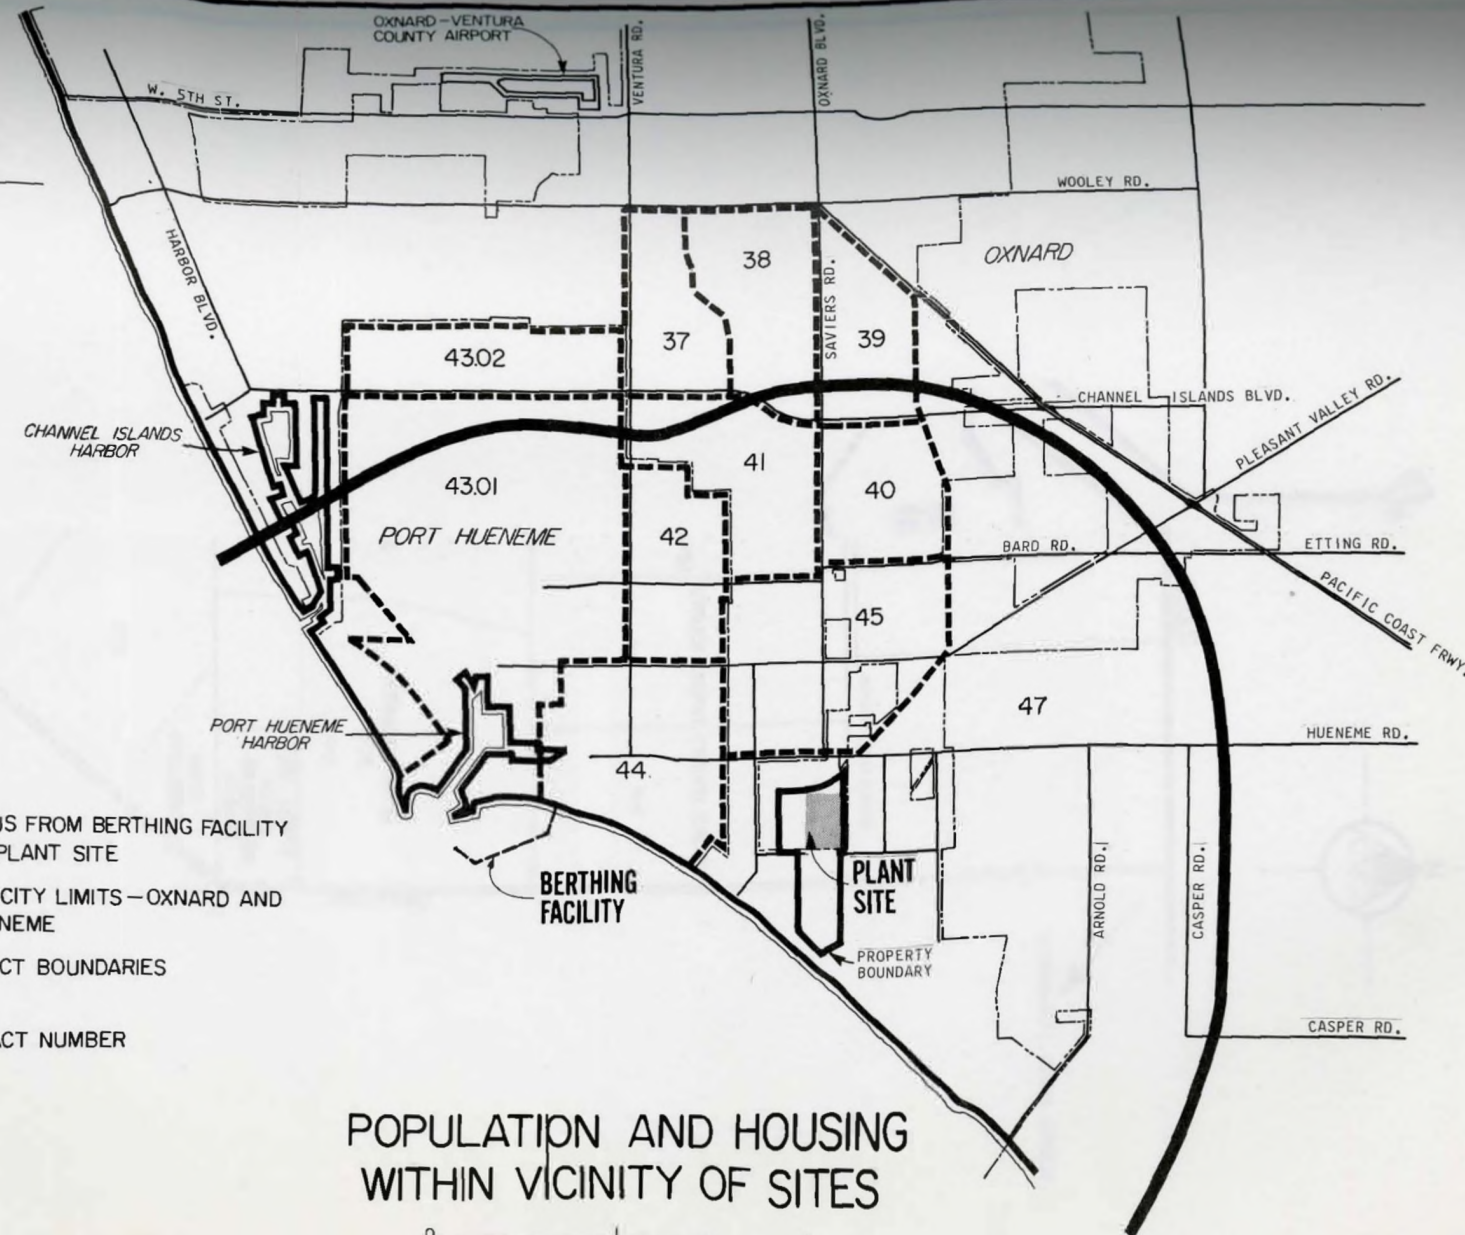 OXNARD-VENTURA
COUNTY AIRPORT
VENTURA RD.
OXNARD BLVD.
W. 5TH ST.
WOOLEY RD.
HARBOR BLVD.
OXNARD
38
37
SAVIERS RD.
39
43.02
CHANNEL ISLANDS BLVD.
PLEASANT VALLEY RD.
CHANNEL ISLANDS
HARBOR
41
43.01
40
PORT HUENEME
42
BARD RD.
ETTING RD.
PACIFIC COAST FRWY.
45
47
PORT HUENEME
HARBOR
HUENEME RD.
44
US FROM BERTHING FACILITY
PLANT SITE
CITY LIMITS—OXNARD AND
NEME
CT BOUNDARIES
ACT NUMBER
BERTHING
FACILITY
PLANT
SITE
PROPERTY
BOUNDARY
ARNOLD RD.
CASPER RD.
CASPER RD.
POPULATION AND HOUSING
WITHIN VICINITY OF SITES